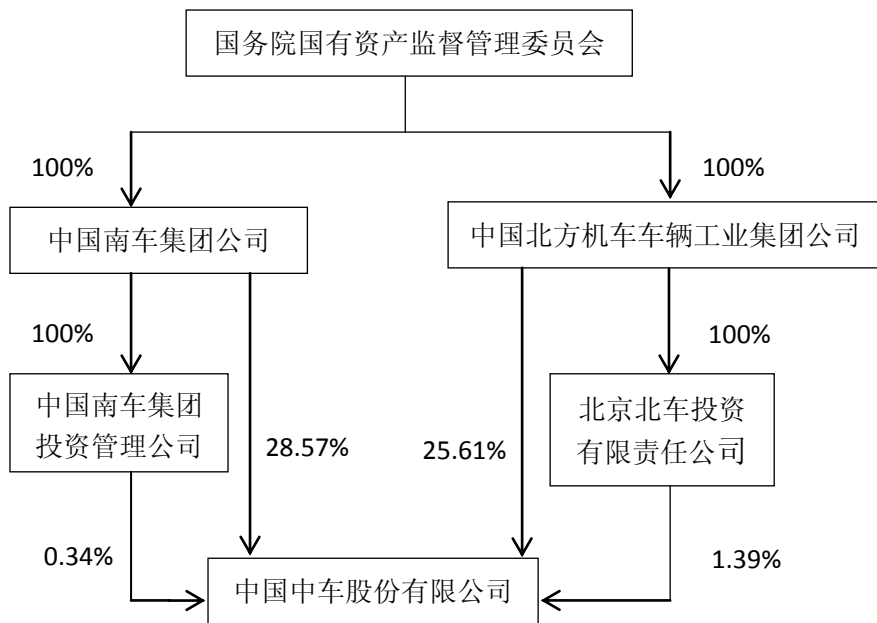 国务院国有资产监督管理委员会
100%
100%
中国南车集团公司
中国北方机车车辆工业集团公司
100%
100%
中国南车集团
投资管理公司
28.57%
25.61%
北京北车投资
有限责任公司
0.34%
1.39%
中国中车股份有限公司